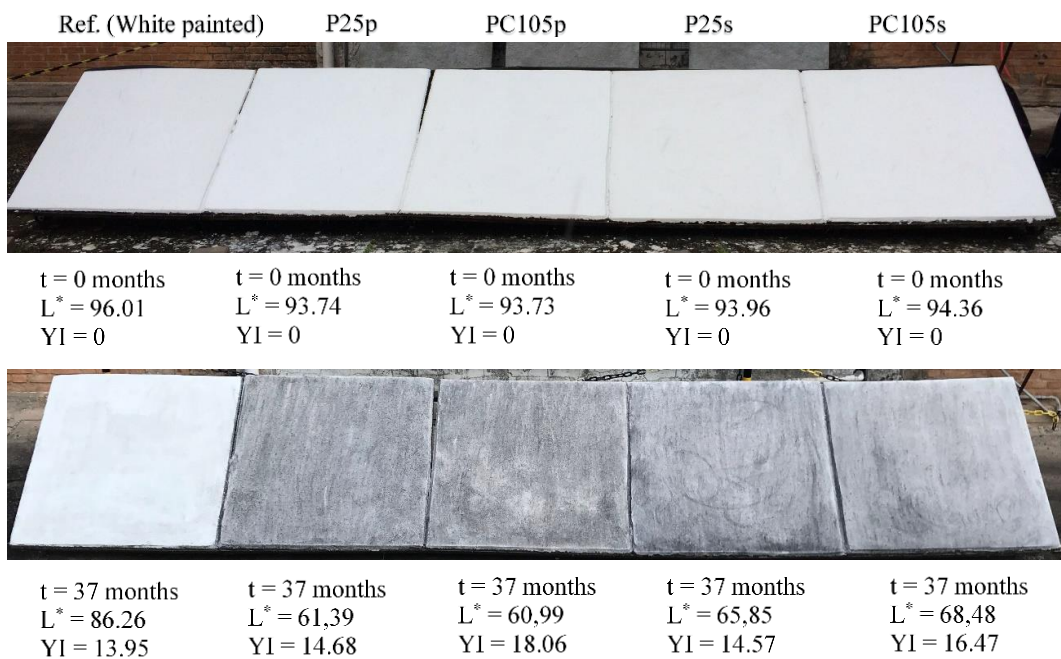 Ref. (White painted) P25p PC105p P25s PC105s
t = 0 months t = 0 months t = 0 months t = 0 months t = 0 months
L* = 96.01 L* = 93.74 L* = 93.73 L* = 93.96 L* = 94.36
YI = 0 YI = 0 YI = 0 YI = 0 YI = 0
t = 37 months t = 37 months t = 37 months t = 37 months t = 37 months
L* = 86.26 L* = 61,39 L* = 60,99 L* = 65,85 L* = 68,48
YI = 13.95 YI = 14.68 YI = 18.06 YI = 14.57 YI = 16.47